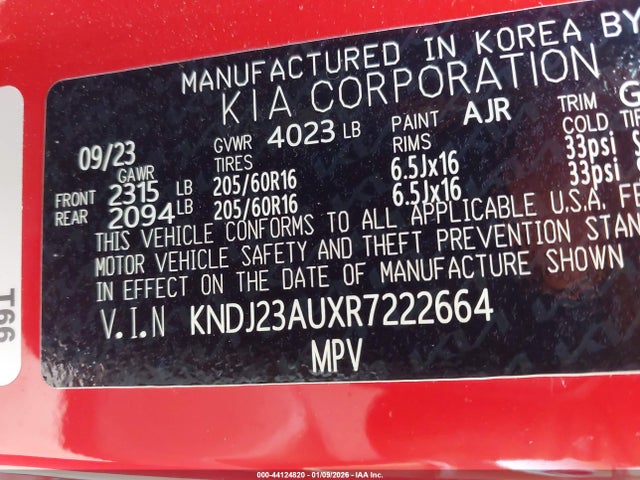 MANUFACTURED IN KOREA BY
KIA CORPORATION
09/23 GVWR 4023 LB PAINT AJR TRIM G
GAWR TIRES RIMS COLD TIR
FRONT 2315 LB 205/60R16 6.5Jx16 33psi
REAR 2094 LB 205/60R16 6.5Jx16 33psi
THIS VEHICLE CONFORMS TO ALL APPLICABLE U.S.A. FE
MOTOR VEHICLE SAFETY AND THEFT PREVENTION STAN
IN EFFECT ON THE DATE OF MANUFACTURE SHOWN
V.I.N KNDJ23AUXR7222664
MPV
000-44124820 - 01/09/2026 - IAA Inc.